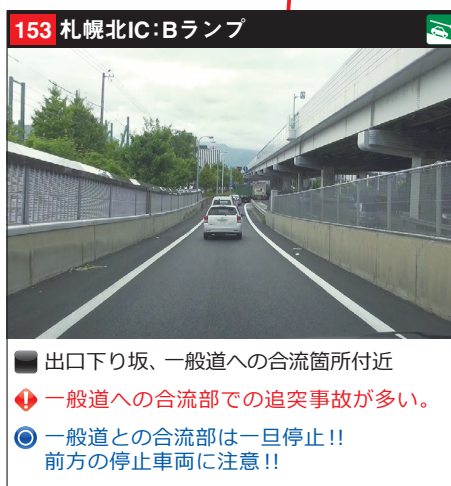 153 札幌北IC:Bランプ
出口下り坂、一般道への合流箇所付近
一般道への合流部での追突事故が多い。
一般道との合流部は一旦停止!!
前方の停止車両に注意!!